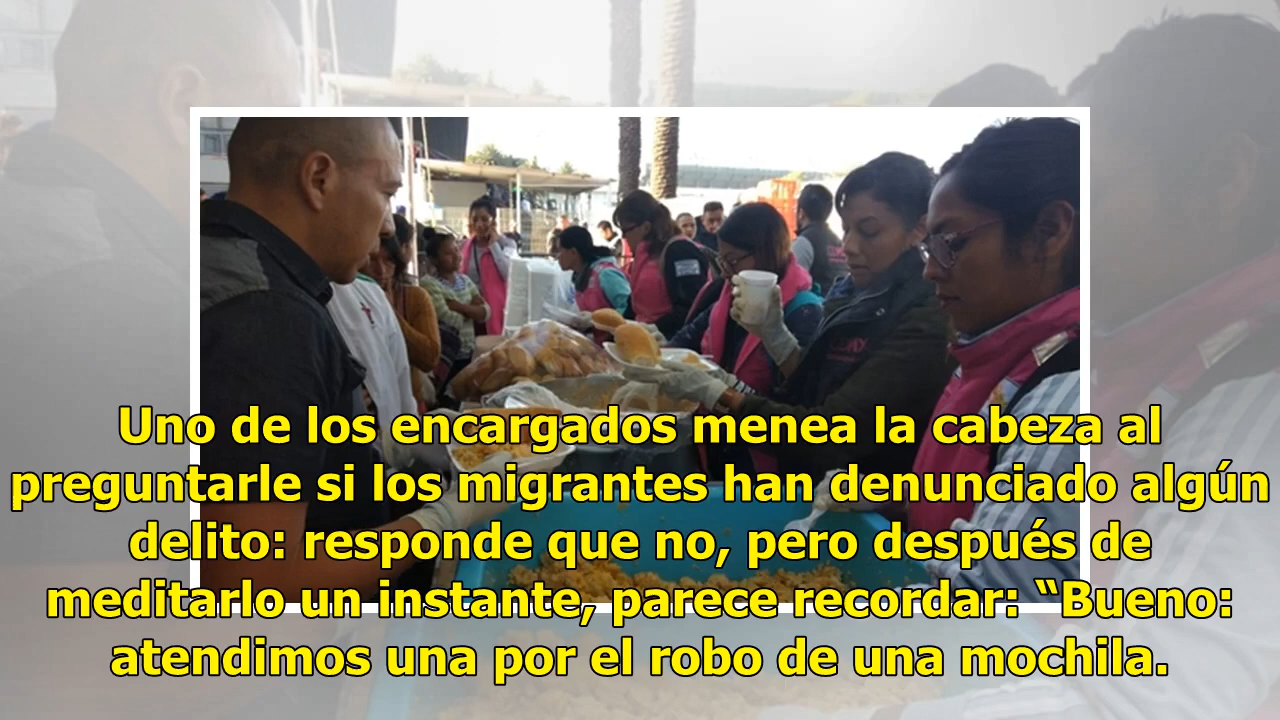 Uno de los encargados menea la cabeza al
preguntarle si los migrantes han denunciado algún
delito: responde que no, pero después de
meditarlo un instante, parece recordar: “Bueno:
atendimos una por el robo de una mochila.